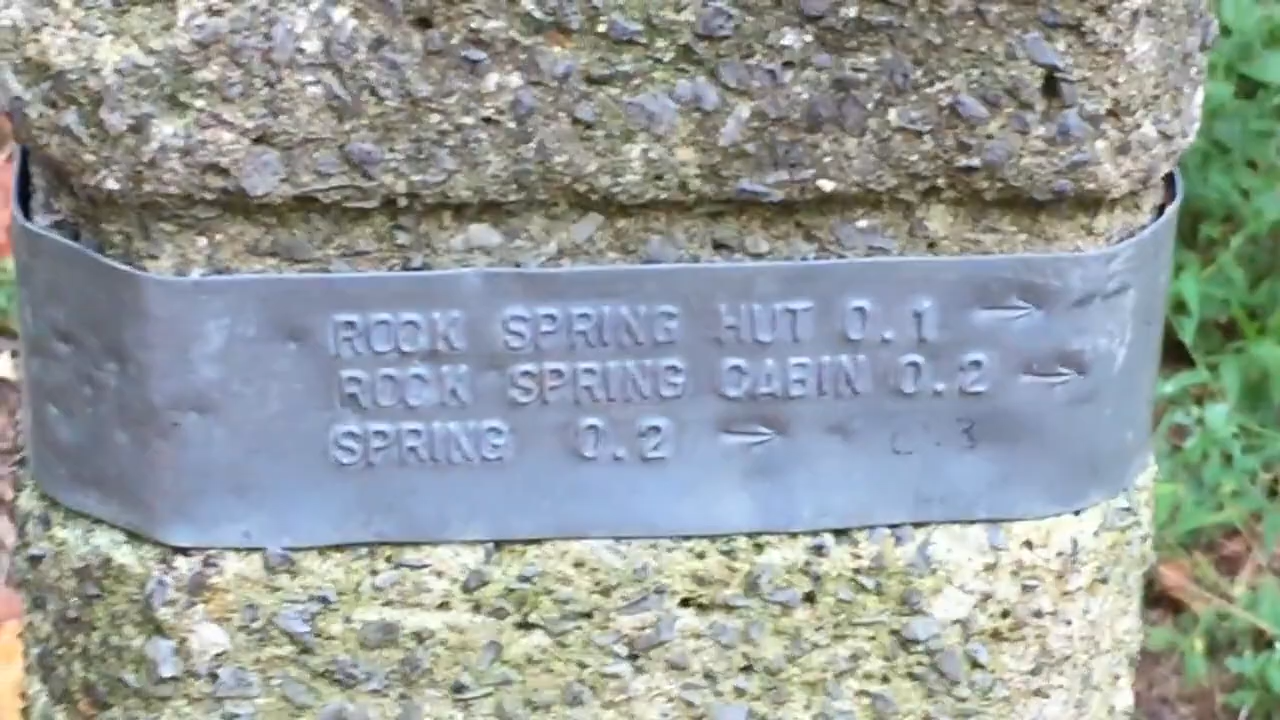 ROCK SPRING HUT 0.1 →
ROCK SPRING CABIN 0.2 →
SPRING 0.2 →